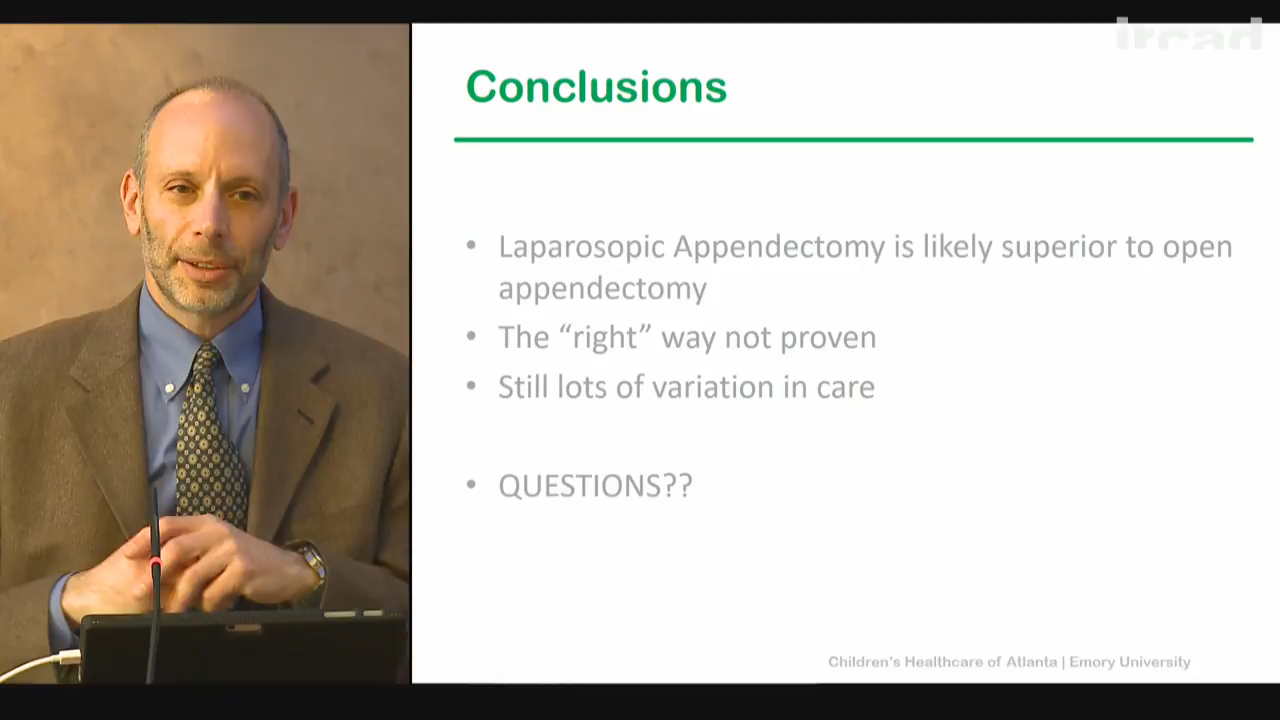 ircad
Conclusions
• Laparosopic Appendectomy is likely superior to open
appendectomy
• The “right” way not proven
• Still lots of variation in care
• QUESTIONS??
Children's Healthcare of Atlanta | Emory University